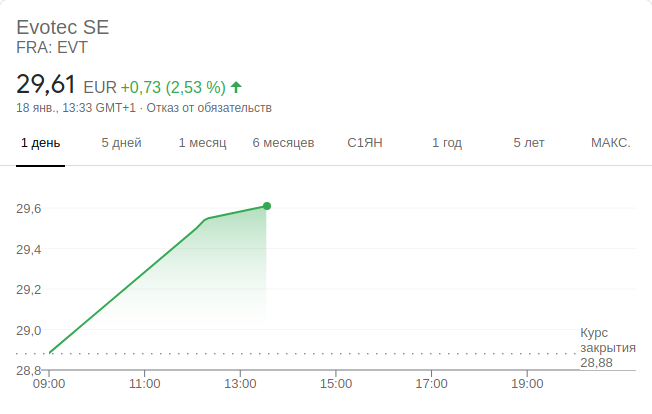 Evotec SE
FRA: EVT
29,61 EUR +0,73 (2,53 %)
18 янв., 13:33 GMT+1 · Отказ от обязательств
1 день 5 дней 1 месяц 6 месяцев С1ЯН 1 год 5 лет МАКС.
29,6
29,4
29,2
29,0
Курс
закрытия
28,88
28,8
09:00 11:00 13:00 15:00 17:00 19:00